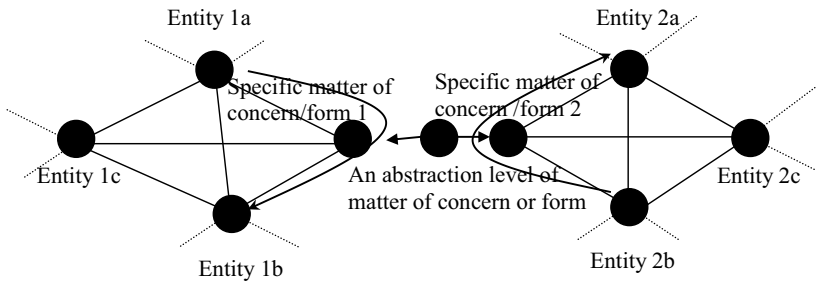 Entity 1a
Entity 2a
Specific matter of
concern/form 1
Specific matter of
concern /form 2
Entity 1c
An abstraction level of
matter of concern or form
Entity 2c
Entity 1b
Entity 2b